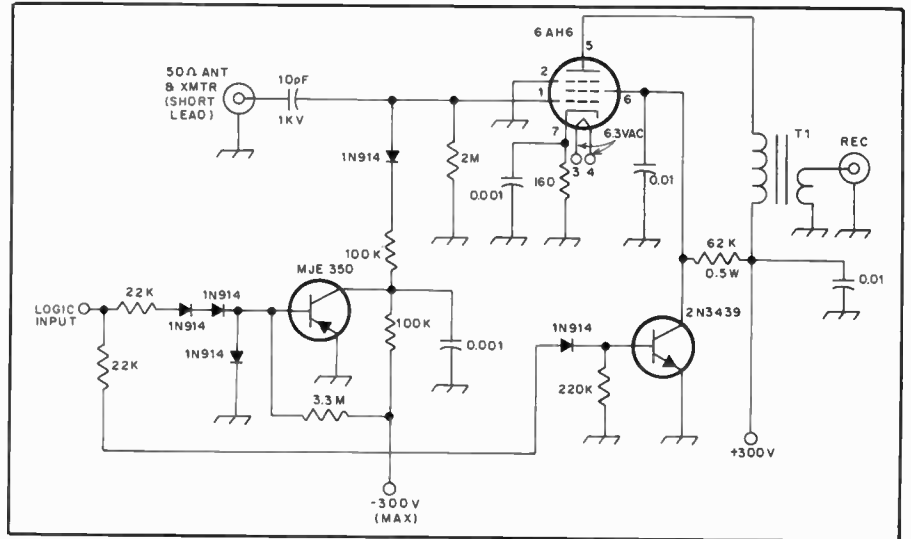 6AH6
5
50Ω ANT
& XMTR
(SHORT
LEAD)
10pF
1KV
2
1
6
7
6.3VAC
3 4
1N914
2M
0.001
160
0.01
T1
REC
100K
62K
0.5W
0.01
MJE 350
LOGIC
INPUT
22K
1N914
1N914
1N914
22K
100K
0.001
1N914
2N3439
3.3M
220K
+300V
-300V
(MAX)